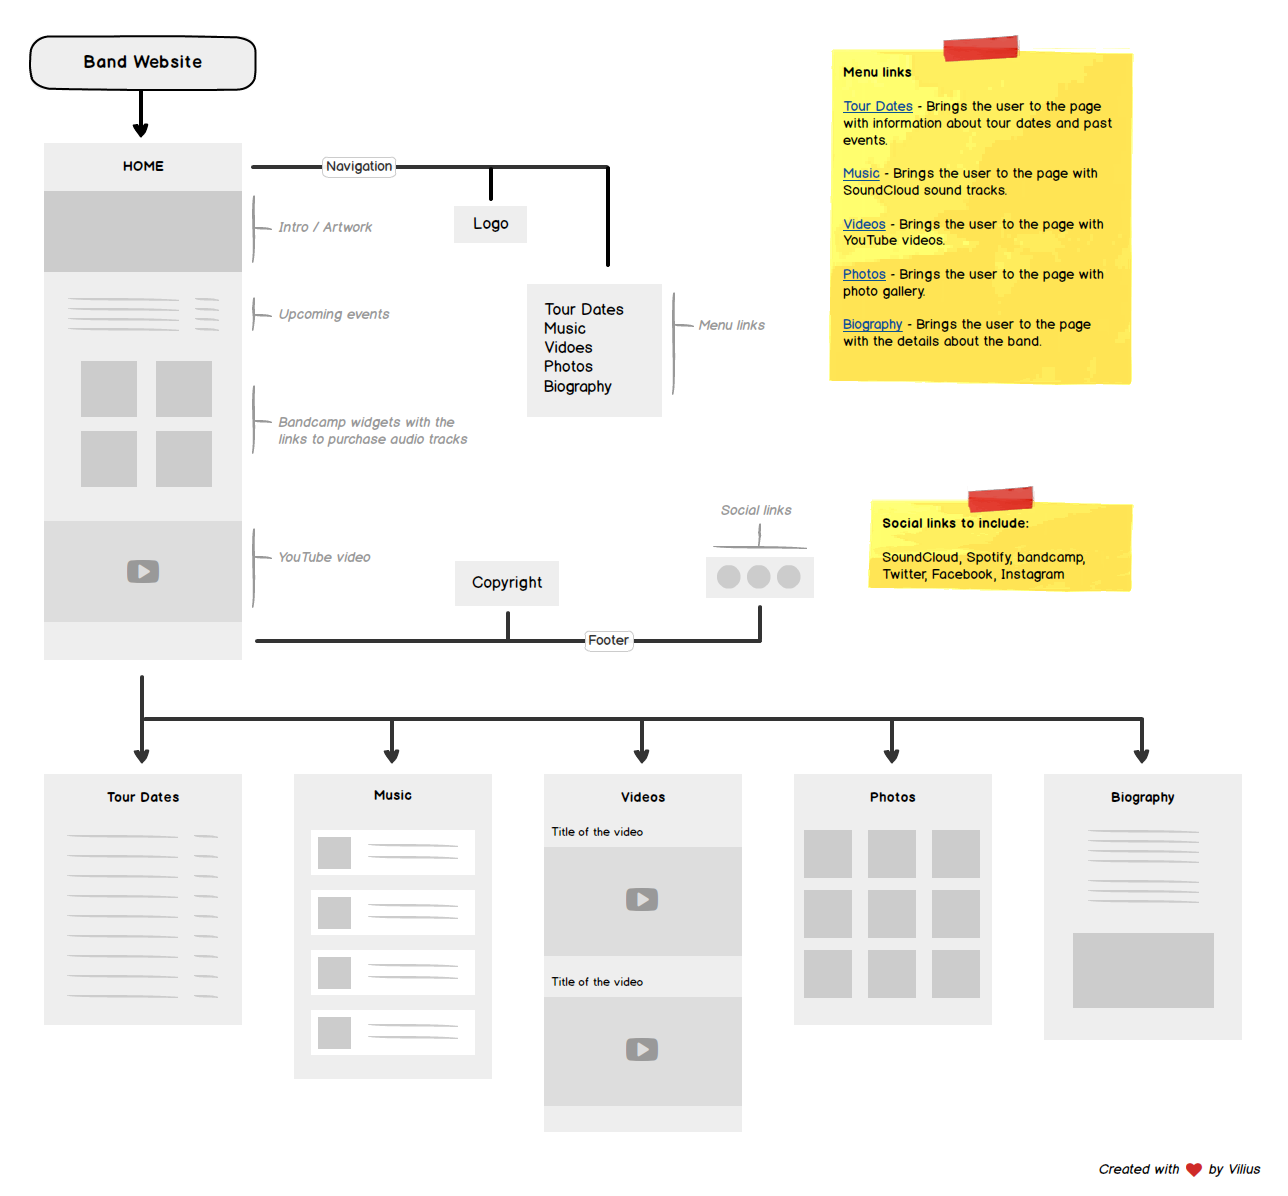 Band Website
HOME
Navigation
Logo
Intro / Artwork
Upcoming events
Tour Dates
Music
Vidoes
Photos
Biography
Menu links
Bandcamp widgets with the
links to purchase audio tracks
YouTube video
Copyright
Social links
Footer
Menu links
Tour Dates - Brings the user to the page
with information about tour dates and past
events.
Music - Brings the user to the page with
SoundCloud sound tracks.
Videos - Brings the user to the page with
YouTube videos.
Photos - Brings the user to the page with
photo gallery.
Biography - Brings the user to the page
with the details about the band.
Social links to include:
SoundCloud, Spotify, bandcamp,
Twitter, Facebook, Instagram
Tour Dates
Music
Videos
Title of the video
Title of the video
Photos
Biography
Created with ❤ by Vilius